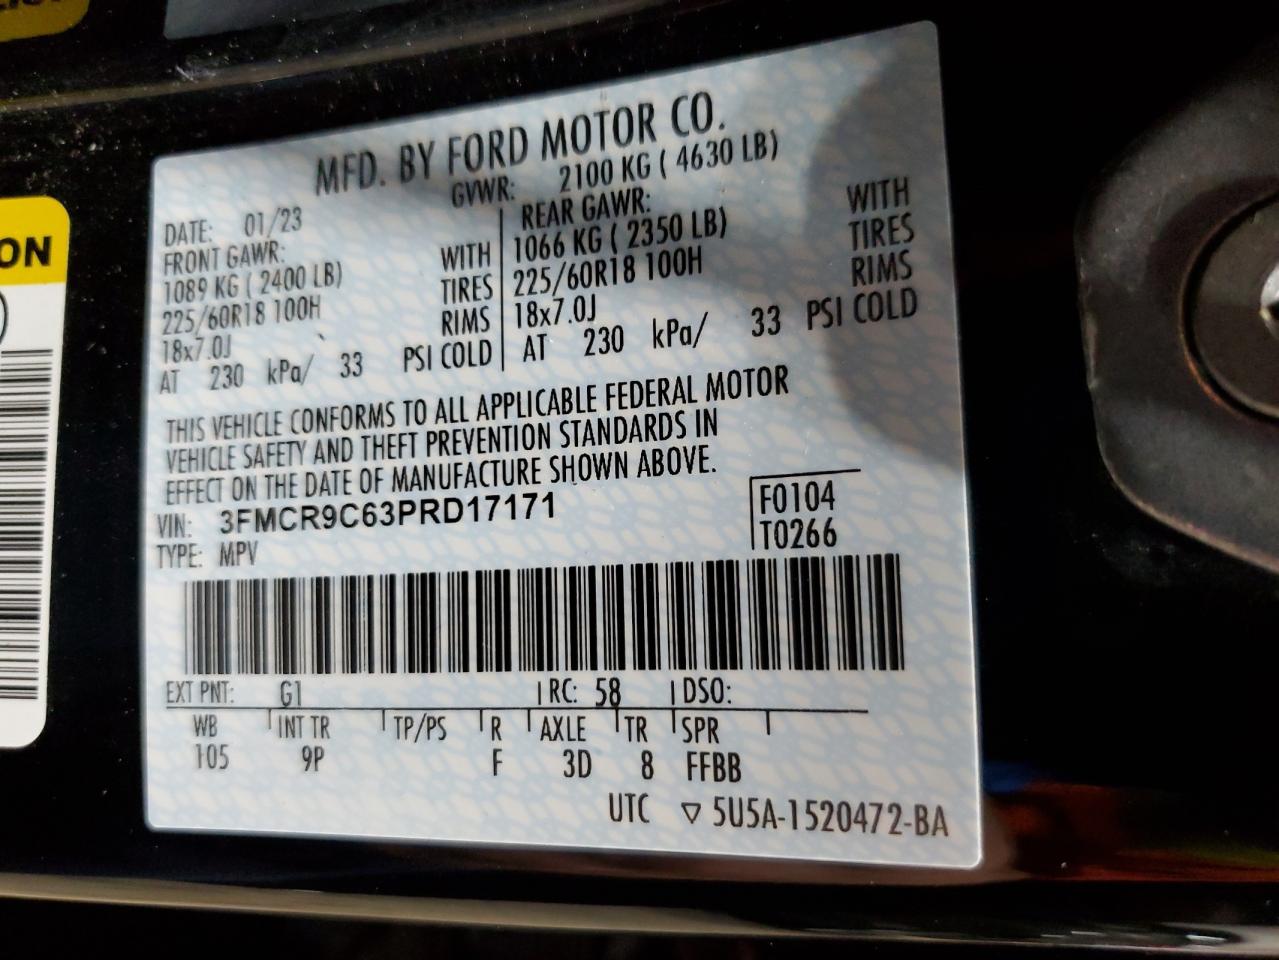 MFD. BY FORD MOTOR CO.
GVWR: 2100 KG ( 4630 LB)
DATE: 01/23
FRONT GAWR:
1089 KG ( 2400 LB) WITH
225/60R18 100H TIRES
18x7.0J RIMS
AT 230 kPa/ 33 PSI COLD
REAR GAWR: WITH
1066 KG ( 2350 LB) TIRES
225/60R18 100H RIMS
18x7.0J
AT 230 kPa/ 33 PSI COLD
THIS VEHICLE CONFORMS TO ALL APPLICABLE FEDERAL MOTOR
VEHICLE SAFETY AND THEFT PREVENTION STANDARDS IN
EFFECT ON THE DATE OF MANUFACTURE SHOWN ABOVE.
VIN: 3FMCR9C63PRD17171
TYPE: MPV
F0104
T0266
EXT PNT: G1 RC: 58 DSO:
WB INT TR TP/PS R AXLE TR SPR
105 9P F 3D 8 FFBB
UTC ▽ 5U5A-1520472-BA
ON